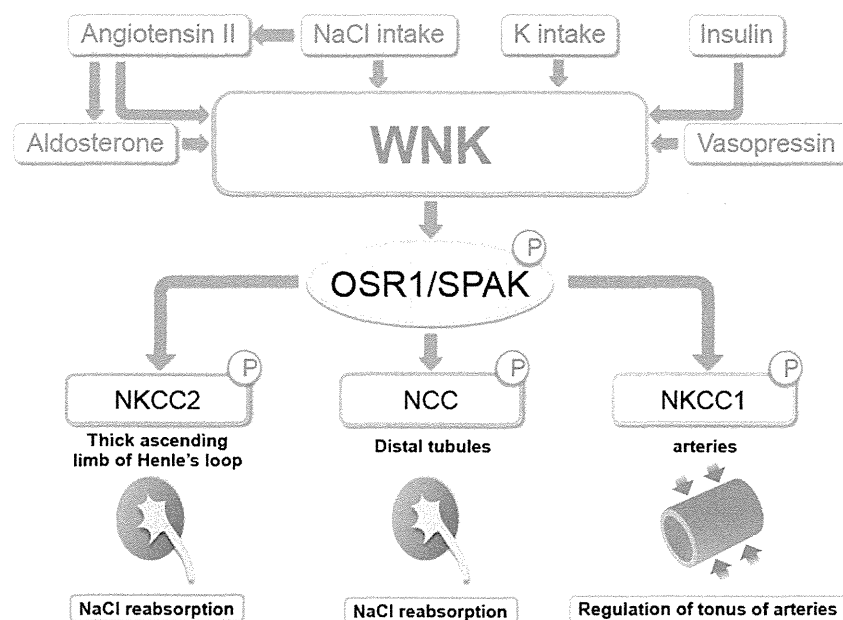 Angiotensin II
NaCl intake
K intake
Insulin
Aldosterone
WNK
Vasopressin
P
OSR1/SPAK
P
NKCC2
P
NCC
P
NKCC1
Thick ascending
limb of Henle's loop
Distal tubules
arteries
NaCl reabsorption
NaCl reabsorption
Regulation of tonus of arteries